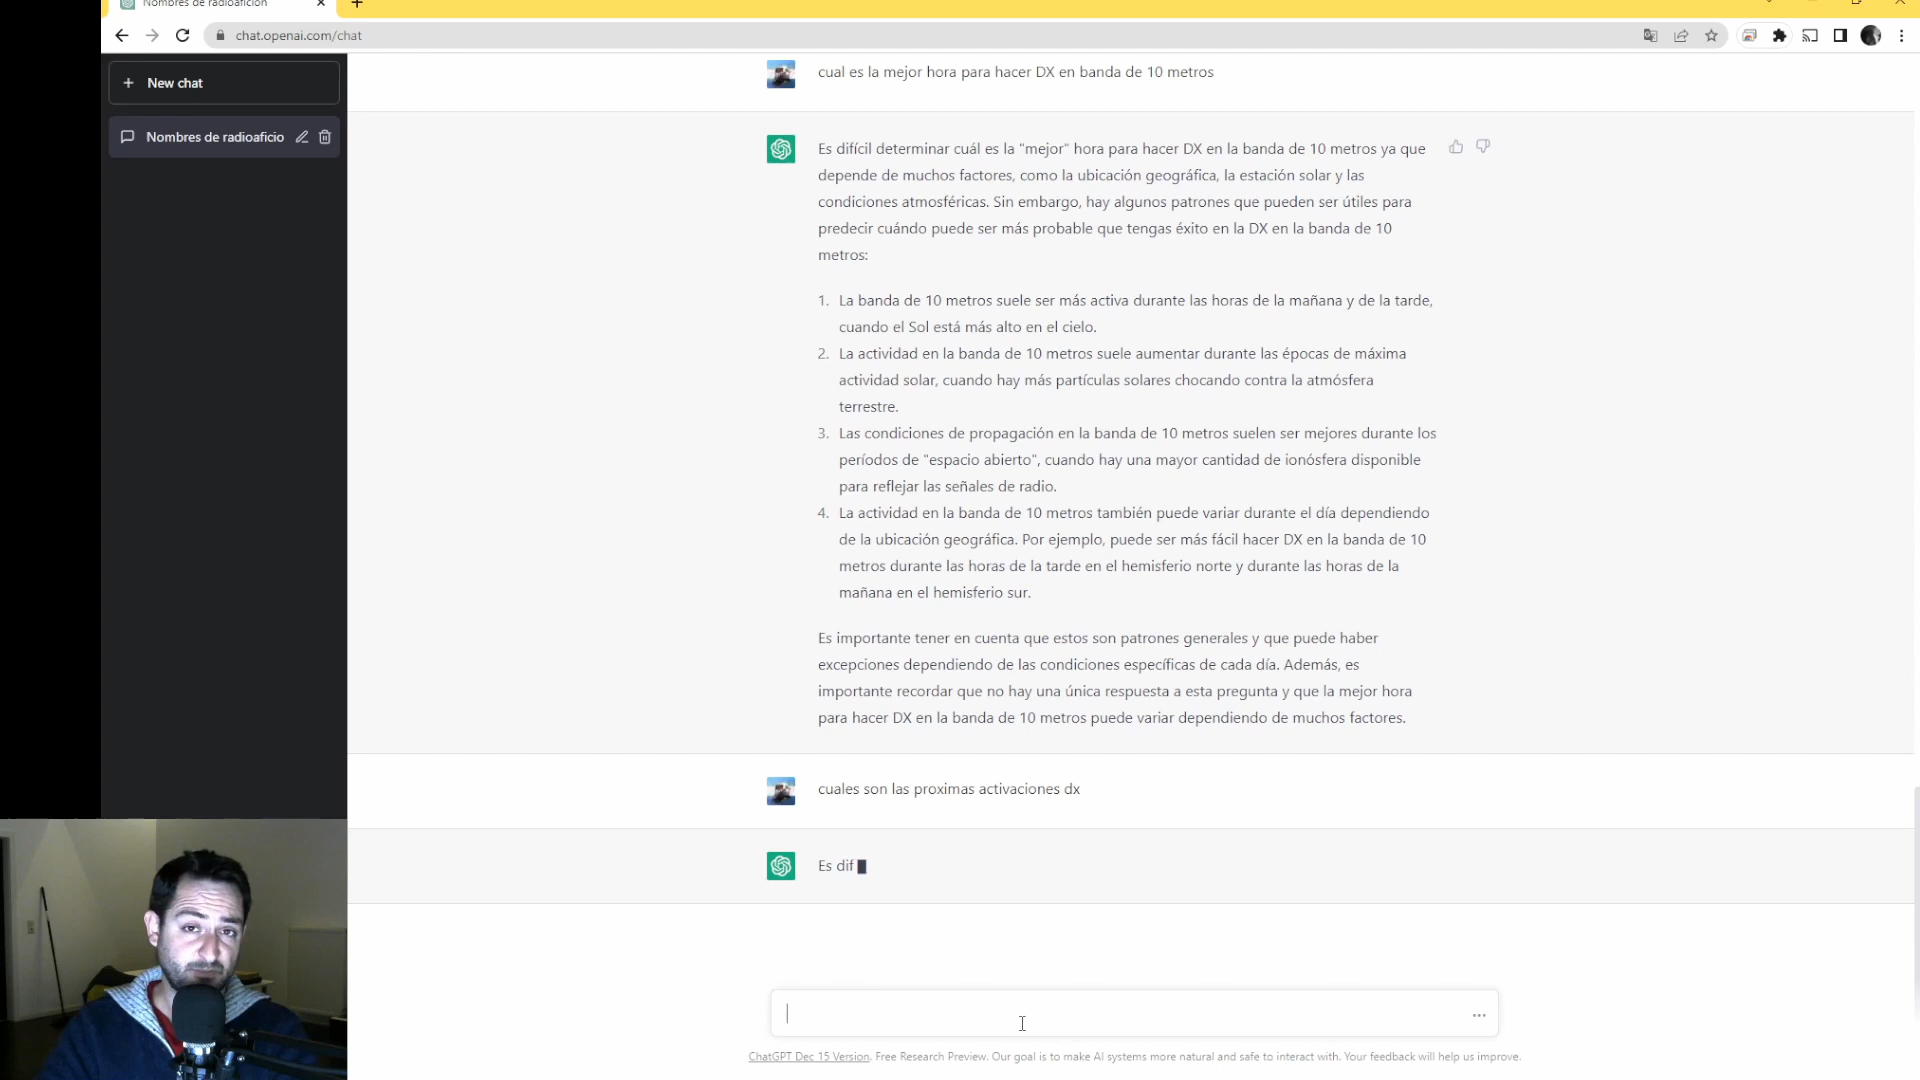 Nombres de radioafición
chat.openai.com/chat
New chat
Nombres de radioaficio
cual es la mejor hora para hacer DX en banda de 10 metros
Es difícil determinar cuál es la "mejor" hora para hacer DX en la banda de 10 metros ya que
depende de muchos factores, como la ubicación geográfica, la estación solar y las
condiciones atmosféricas. Sin embargo, hay algunos patrones que pueden ser útiles para
predecir cuándo puede ser más probable que tengas éxito en la DX en la banda de 10
metros:
1. La banda de 10 metros suele ser más activa durante las horas de la mañana y de la tarde,
cuando el Sol está más alto en el cielo.
2. La actividad en la banda de 10 metros suele aumentar durante las épocas de máxima
actividad solar, cuando hay más partículas solares chocando contra la atmósfera
terrestre.
3. Las condiciones de propagación en la banda de 10 metros suelen ser mejores durante los
períodos de "espacio abierto", cuando hay una mayor cantidad de ionósfera disponible
para reflejar las señales de radio.
4. La actividad en la banda de 10 metros también puede variar durante el día dependiendo
de la ubicación geográfica. Por ejemplo, puede ser más fácil hacer DX en la banda de 10
metros durante las horas de la tarde en el hemisferio norte y durante las horas de la
mañana en el hemisferio sur.
Es importante tener en cuenta que estos son patrones generales y que puede haber
excepciones dependiendo de las condiciones específicas de cada día. Además, es
importante recordar que no hay una única respuesta a esta pregunta y que la mejor hora
para hacer DX en la banda de 10 metros puede variar dependiendo de muchos factores.
cuales son las proximas activaciones dx
Es dif
ChatGPT Dec 15 Version. Free Research Preview. Our goal is to make AI systems more natural and safe to interact with. Your feedback will help us improve.